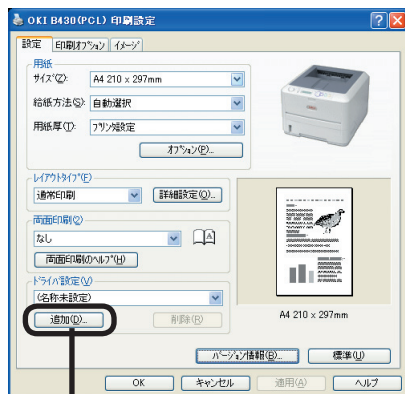 OKI B430(PCL) 印刷設定
設定 印刷オプション イメージ
用紙
サイズ(Z): A4 210 x 297mm
給紙方法(S): 自動選択
用紙厚(T): プリンタ設定
オプション(P)...
レイアウトタイプ(F)
通常印刷 詳細設定(O)...
両面印刷(2)
なし
両面印刷のヘルプ(H)
ドライバ設定(V)
(名称未設定)
追加(D)... 削除(R)
A4 210 x 297mm
バージョン情報(B)... 標準(U)
OK キャンセル 適用(A) ヘルプ